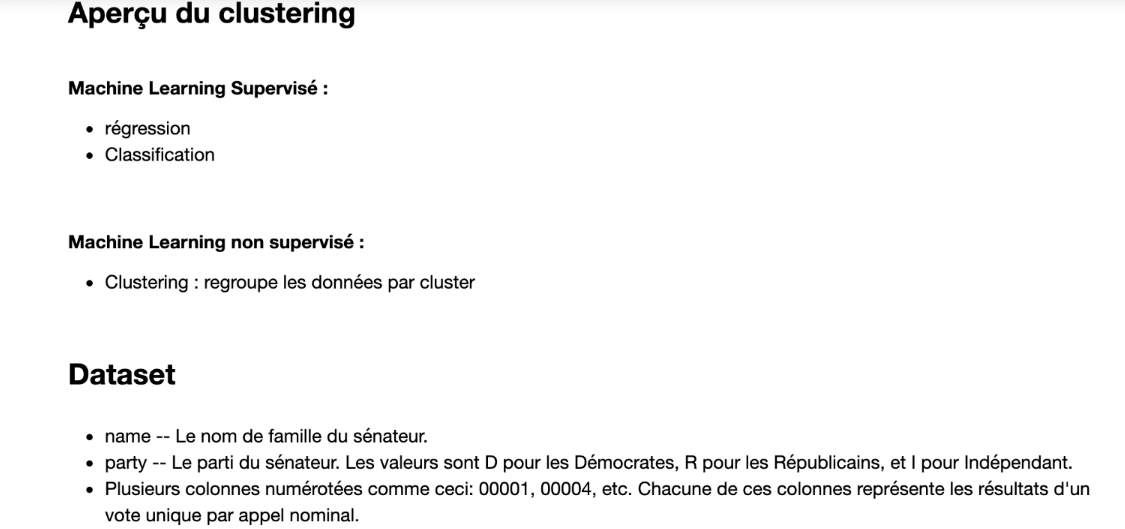 Aperçu du clustering
Machine Learning Supervisé :
• régression
• Classification
Machine Learning non supervisé :
• Clustering : regroupe les données par cluster
Dataset
• name -- Le nom de famille du sénateur.
• party -- Le parti du sénateur. Les valeurs sont D pour les Démocrates, R pour les Républicains, et I pour Indépendant.
• Plusieurs colonnes numérotées comme ceci: 00001, 00004, etc. Chacune de ces colonnes représente les résultats d'un
vote unique par appel nominal.